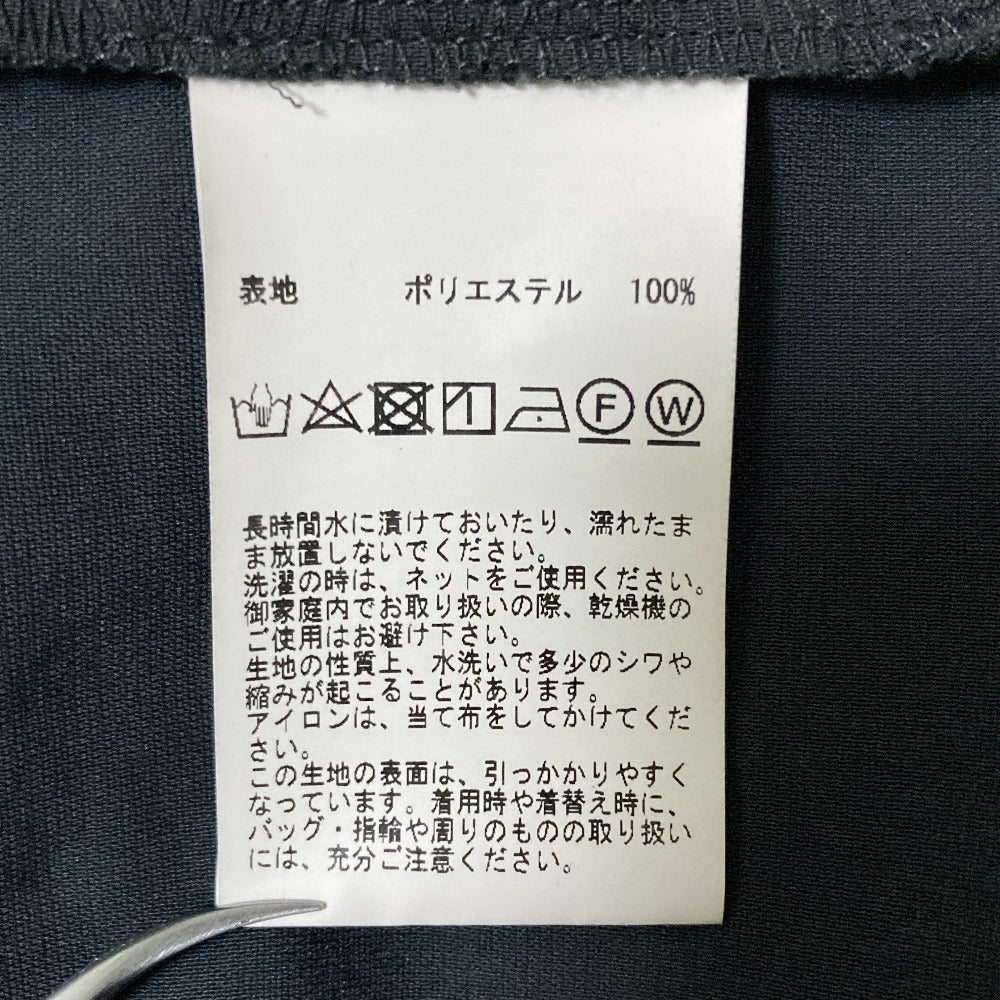 表地 ポリエステル 100%
F W
長時間水に漬けておいたり、濡れたま
ま放置しないでください。
洗濯の時は、ネットをご使用ください。
御家庭内でお取り扱いの際、乾燥機の
ご使用はお避け下さい。
生地の性質上、水洗いで多少のシワや
縮みが起こることがあります。
アイロンは、当て布をしてかけてくだ
さい。
この生地の表面は、引っかかりやすく
なっています。着用時や着替え時に、
バッグ・指輪や周りのものの取り扱い
には、充分ご注意ください。